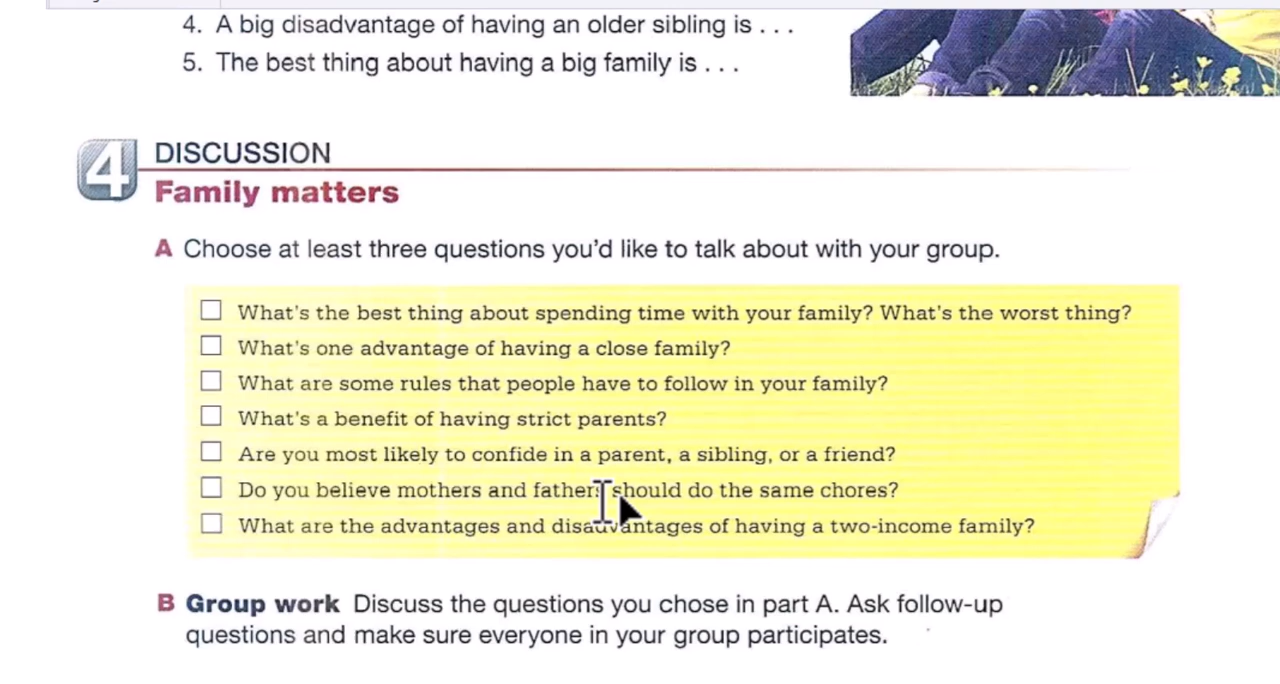 4. A big disadvantage of having an older sibling is . . .
5. The best thing about having a big family is . . .
4 DISCUSSION
Family matters
A Choose at least three questions you'd like to talk about with your group.
What's the best thing about spending time with your family? What's the worst thing?
What's one advantage of having a close family?
What are some rules that people have to follow in your family?
What's a benefit of having strict parents?
Are you most likely to confide in a parent, a sibling, or a friend?
Do you believe mothers and fathers should do the same chores?
What are the advantages and disadvantages of having a two-income family?
B Group work Discuss the questions you chose in part A. Ask follow-up
questions and make sure everyone in your group participates.